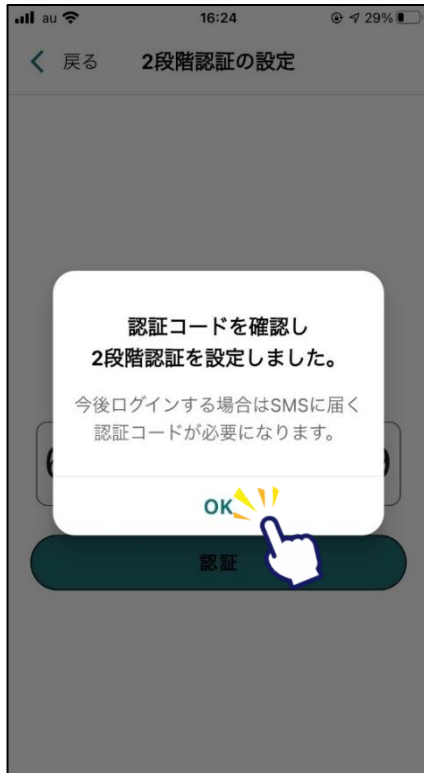 au 16:24 29%
戻る 2段階認証の設定
認証コードを確認し
2段階認証を設定しました。
今後ログインする場合はSMSに届く
認証コードが必要になります。
OK
認証